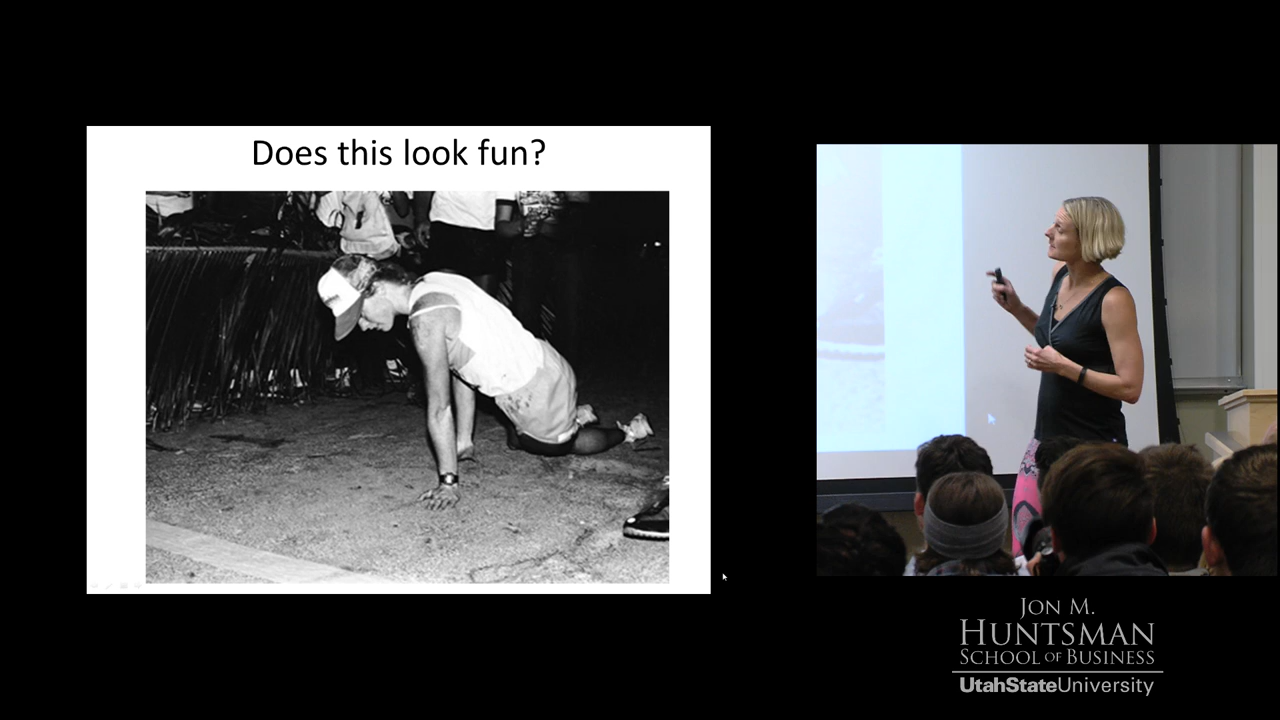 Does this look fun?
JON M.
HUNTSMAN
SCHOOL OF BUSINESS
UtahStateUniversity